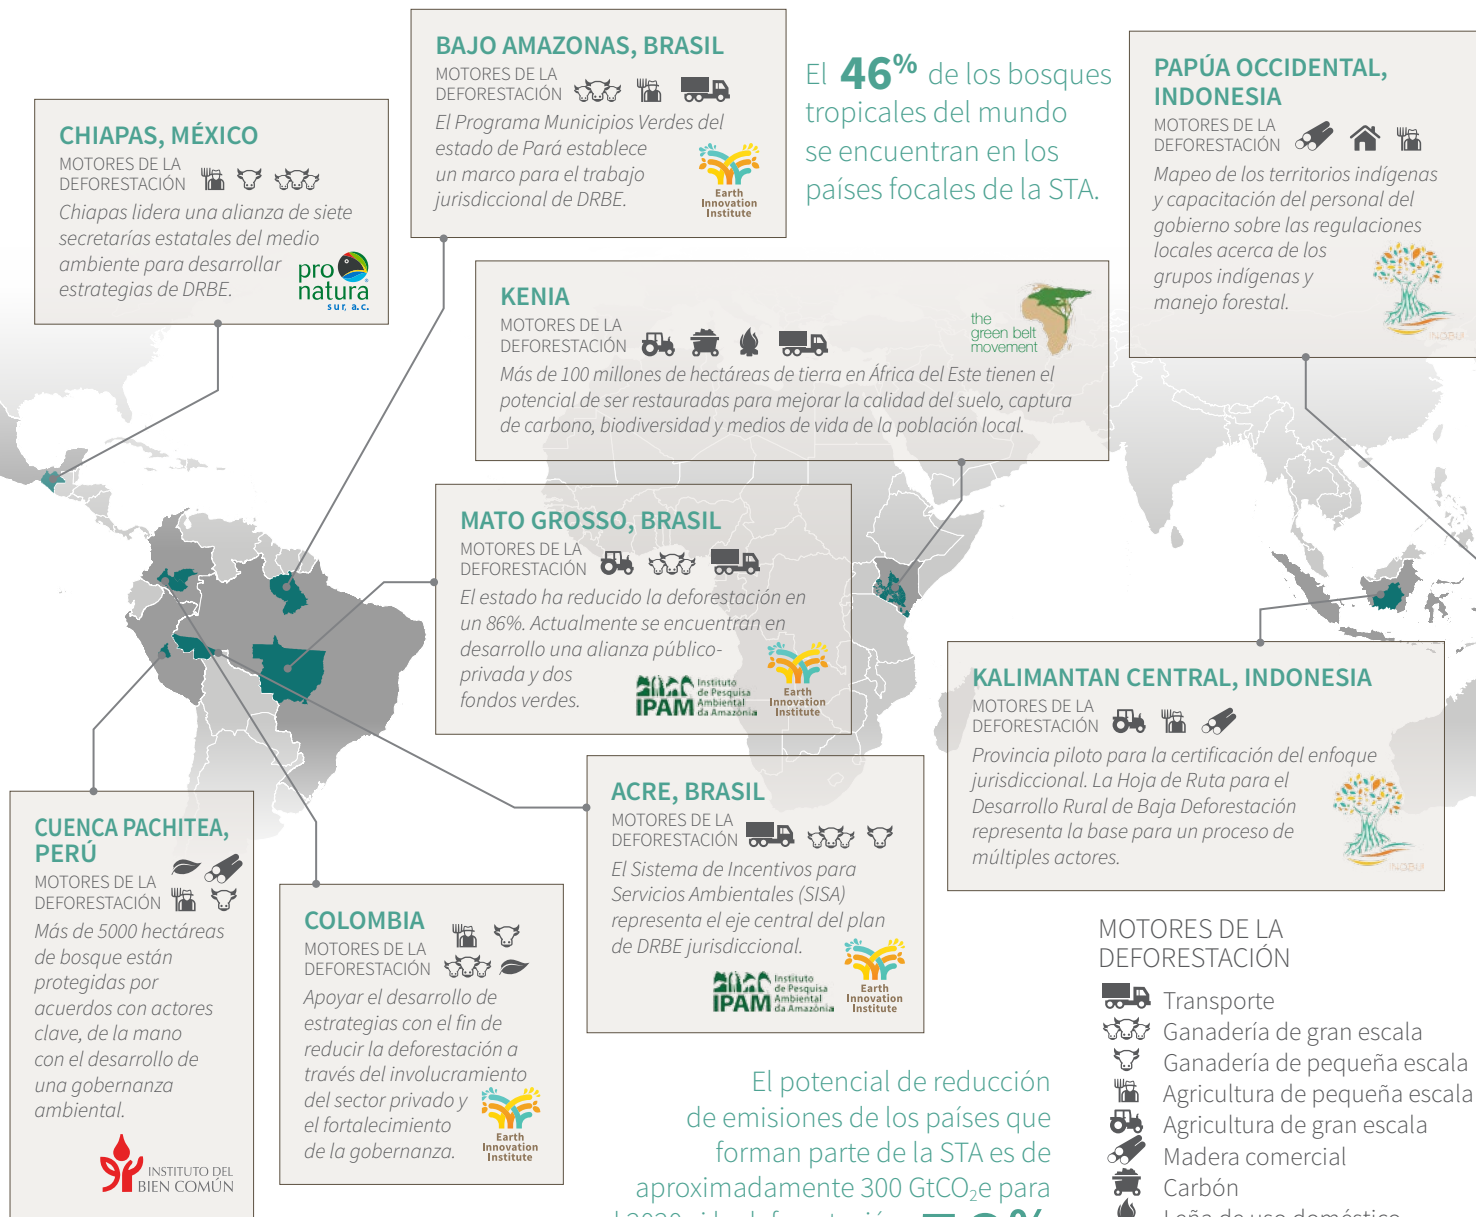 BAJO AMAZONAS, BRASIL
MOTORES DE LA
DEFORESTACIÓN
El Programa Municipios Verdes del
estado de Pará establece
un marco para el trabajo
jurisdiccional de DRBE.
Earth
Innovation
Institute
El 46% de los bosques
tropicales del mundo
se encuentran en los
países focales de la STA.
PAPÚA OCCIDENTAL,
INDONESIA
MOTORES DE LA
DEFORESTACIÓN
Mapeo de los territorios indígenas
y capacitación del personal del
gobierno sobre las regulaciones
locales acerca de los
grupos indígenas y
manejo forestal.
INOBU
CHIAPAS, MÉXICO
MOTORES DE LA
DEFORESTACIÓN
Chiapas lidera una alianza de siete
secretarías estatales del medio
ambiente para desarrollar
estrategias de DRBE.
pro
natura
sur, a.c.
KENIA
MOTORES DE LA
DEFORESTACIÓN
the
green belt
movement
Más de 100 millones de hectáreas de tierra en África del Este tienen el
potencial de ser restauradas para mejorar la calidad del suelo, captura
de carbono, biodiversidad y medios de vida de la población local.
MATO GROSSO, BRASIL
MOTORES DE LA
DEFORESTACIÓN
El estado ha reducido la deforestación en
un 86%. Actualmente se encuentran en
desarrollo una alianza público-
privada y dos
fondos verdes.
IPAM
Instituto
de Pesquisa
Ambiental
da Amazônia
Earth
Innovation
Institute
KALIMANTAN CENTRAL, INDONESIA
MOTORES DE LA
DEFORESTACIÓN
Provincia piloto para la certificación del enfoque
jurisdiccional. La Hoja de Ruta para el
Desarrollo Rural de Baja Deforestación
representa la base para un proceso de
múltiples actores.
INOBU
ACRE, BRASIL
MOTORES DE LA
DEFORESTACIÓN
El Sistema de Incentivos para
Servicios Ambientales (SISA)
representa el eje central del plan
de DRBE jurisdiccional.
IPAM
Instituto
de Pesquisa
Ambiental
da Amazônia
Earth
Innovation
Institute
CUENCA PACHITEA,
PERÚ
MOTORES DE LA
DEFORESTACIÓN
Más de 5000 hectáreas
de bosque están
protegidas por
acuerdos con actores
clave, de la mano
con el desarrollo de
una gobernanza
ambiental.
INSTITUTO DEL
BIEN COMÚN
COLOMBIA
MOTORES DE LA
DEFORESTACIÓN
Apoyar el desarrollo de
estrategias con el fin de
reducir la deforestación a
través del involucramiento
del sector privado y
el fortalecimiento
de la gobernanza.
Earth
Innovation
Institute
El potencial de reducción
de emisiones de los países que
forman parte de la STA es de
aproximadamente 300 GtCO₂e para
MOTORES DE LA
DEFORESTACIÓN
Transporte
Ganadería de gran escala
Ganadería de pequeña escala
Agricultura de pequeña escala
Agricultura de gran escala
Madera comercial
Carbón
Leña de uso doméstico